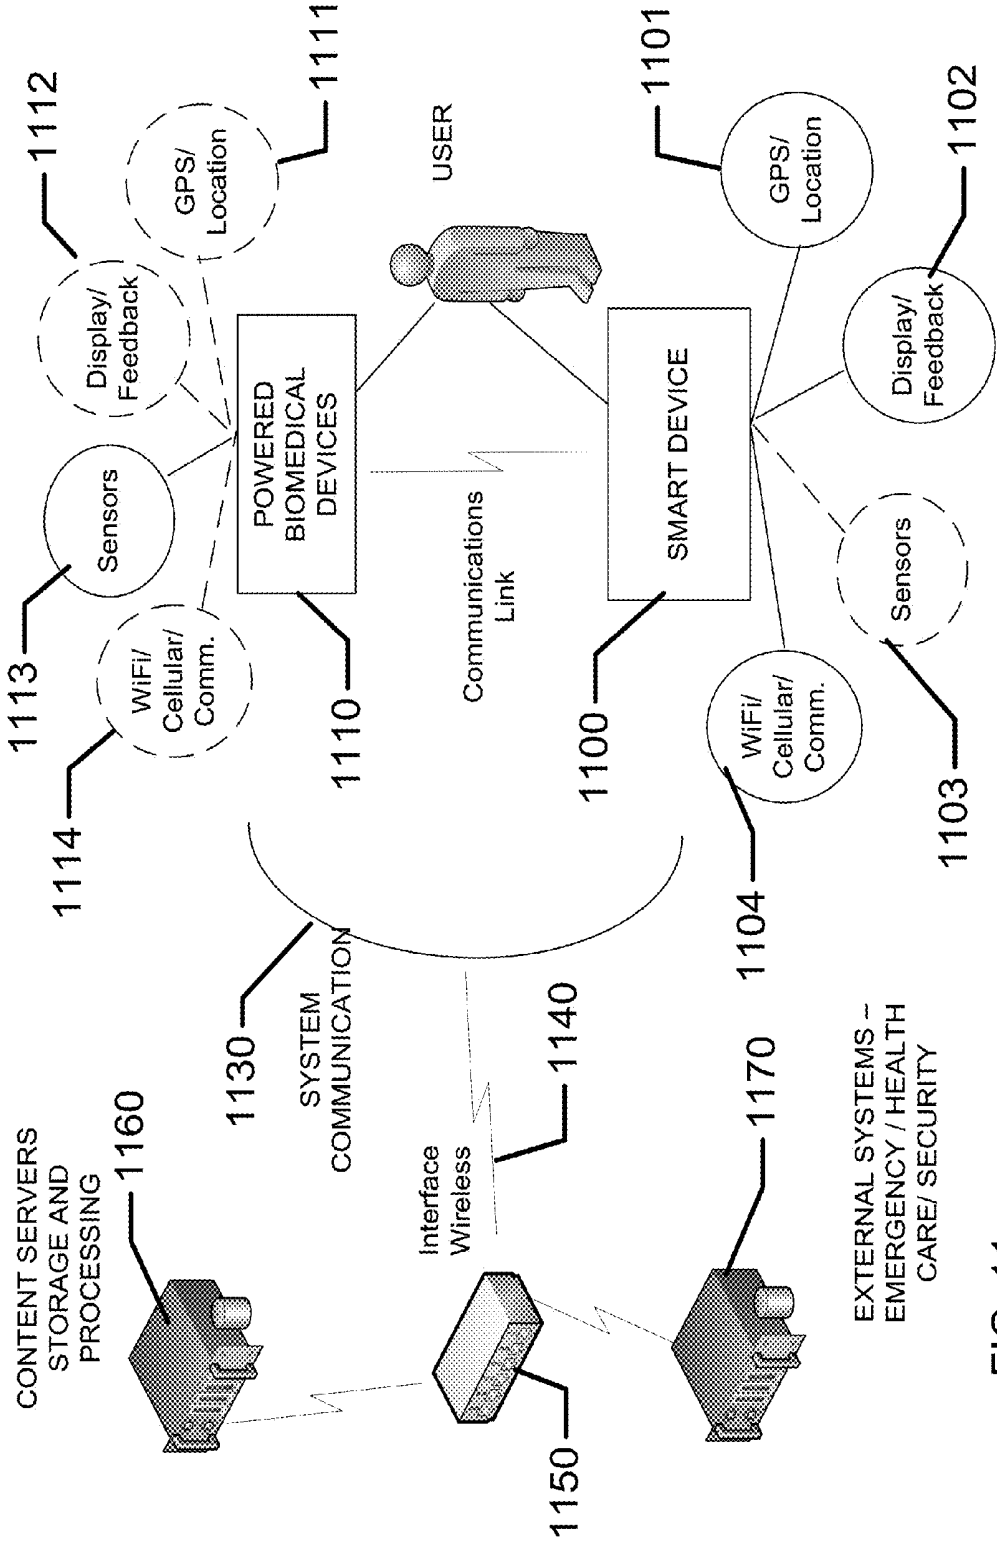 CONTENT SERVERS
STORAGE AND
PROCESSING
1160
1130
SYSTEM
COMMUNICATION
1114
1113
1112
1111
WiFi/
Cellular/
Comm.
Sensors
Display/
Feedback
GPS/
Location
POWERED
BIOMEDICAL
DEVICES
1110
USER
Interface
Wireless
1140
1150
Communications
Link
1100
SMART DEVICE
1101
1170
1104
WiFi/
Cellular/
Comm.
Sensors
Display/
Feedback
GPS/
Location
1103
1102
EXTERNAL SYSTEMS –
EMERGENCY / HEALTH
CARE/ SECURITY